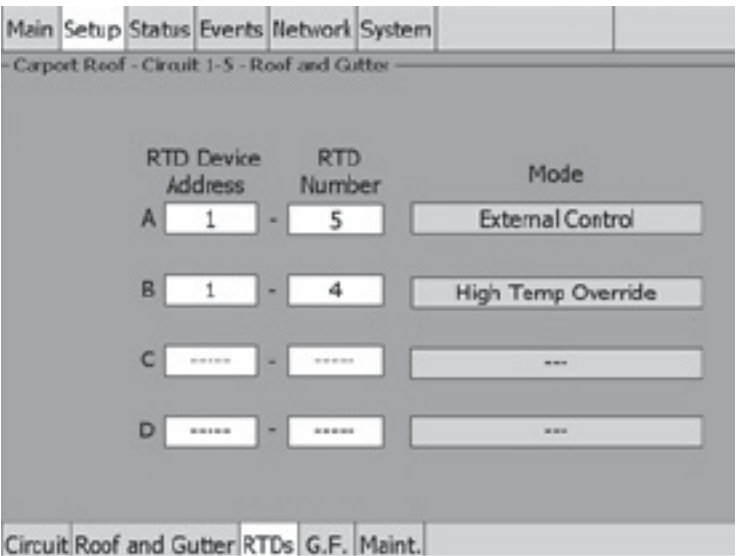 Main Setup Status Events Network System
Carport Roof - Circuit 1-5 - Roof and Gutter
RTD Device Address RTD Number Mode
A 1 - 5 External Control
B 1 - 4 High Temp Override
C ----- - ----- ---
D ----- - ----- ---
Circuit Roof and Gutter RTDs G.F. Maint.